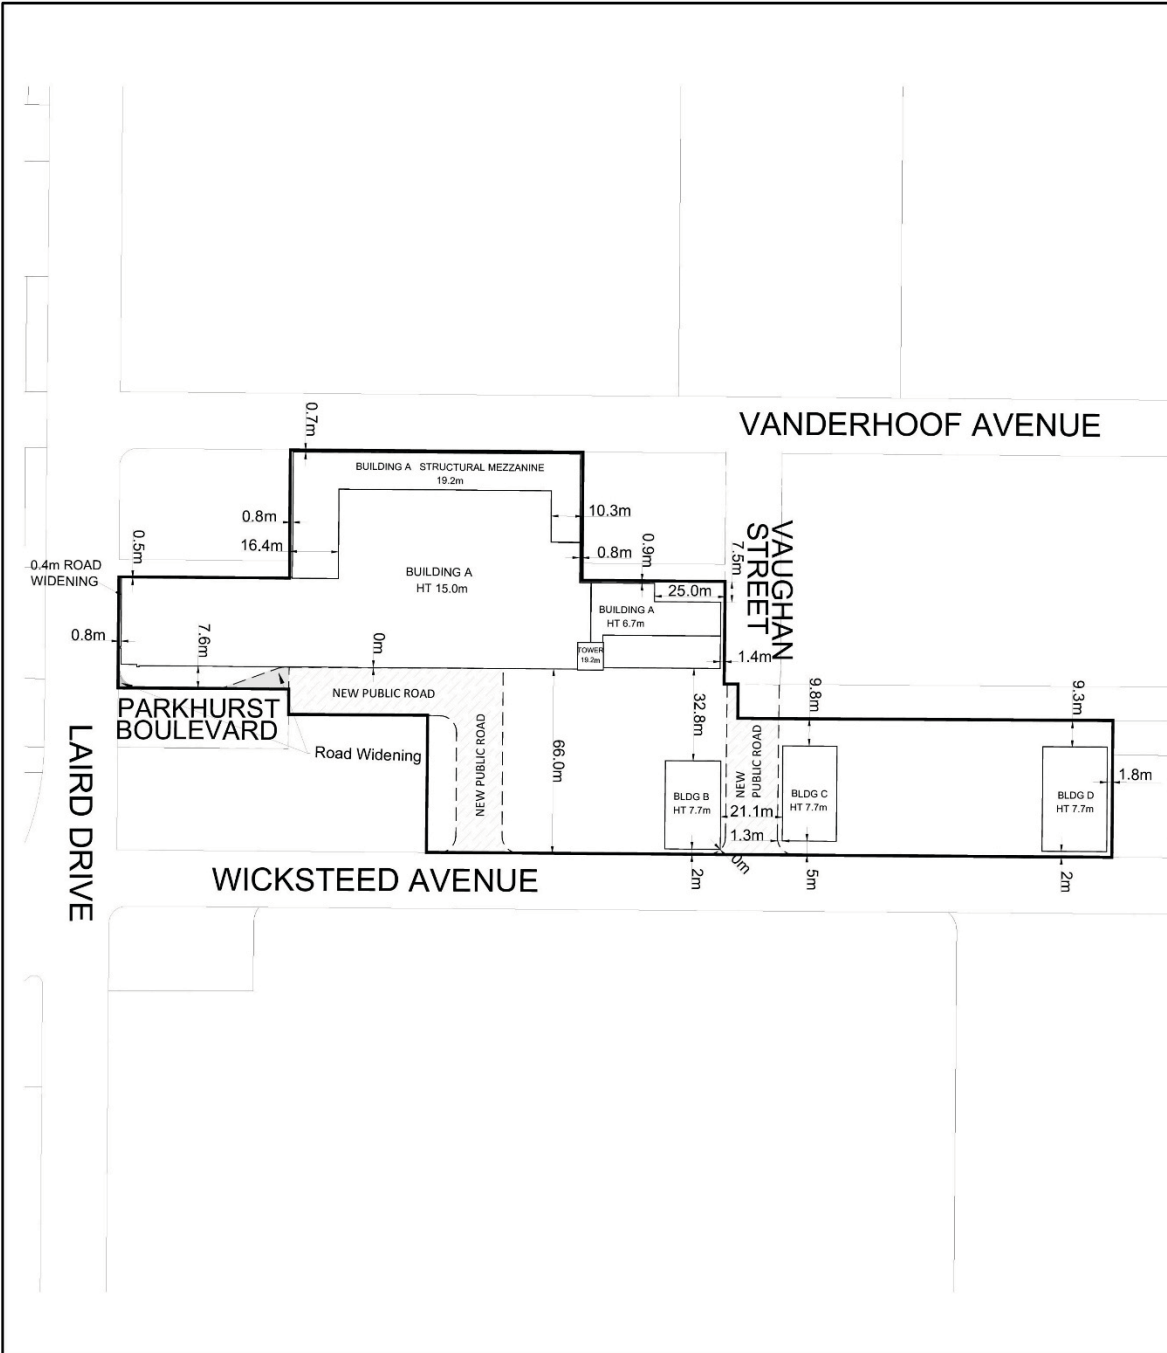 VANDERHOOF AVENUE
0.7m
BUILDING A STRUCTURAL MEZZANINE
19.2m
0.8m
10.3m
16.4m
0.5m
0.8m
0.9m
7.5m
VAUGHAN
STREET
0.4m ROAD
WIDENING
BUILDING A
HT 15.0m
25.0m
BUILDING A
HT 6.7m
0.8m
7.6m
0m
TOWER
19.2m
1.4m
NEW PUBLIC ROAD
PARKHURST
BOULEVARD
Road Widening
NEW PUBLIC ROAD
66.0m
32.8m
NEW
PUBLIC ROAD
9.8m
9.3m
1.8m
BLDG B
HT 7.7m
21.1m
1.3m
BLDG C
HT 7.7m
BLDG D
HT 7.7m
LAIRD DRIVE
WICKSTEED AVENUE
2m
0m
5m
2m